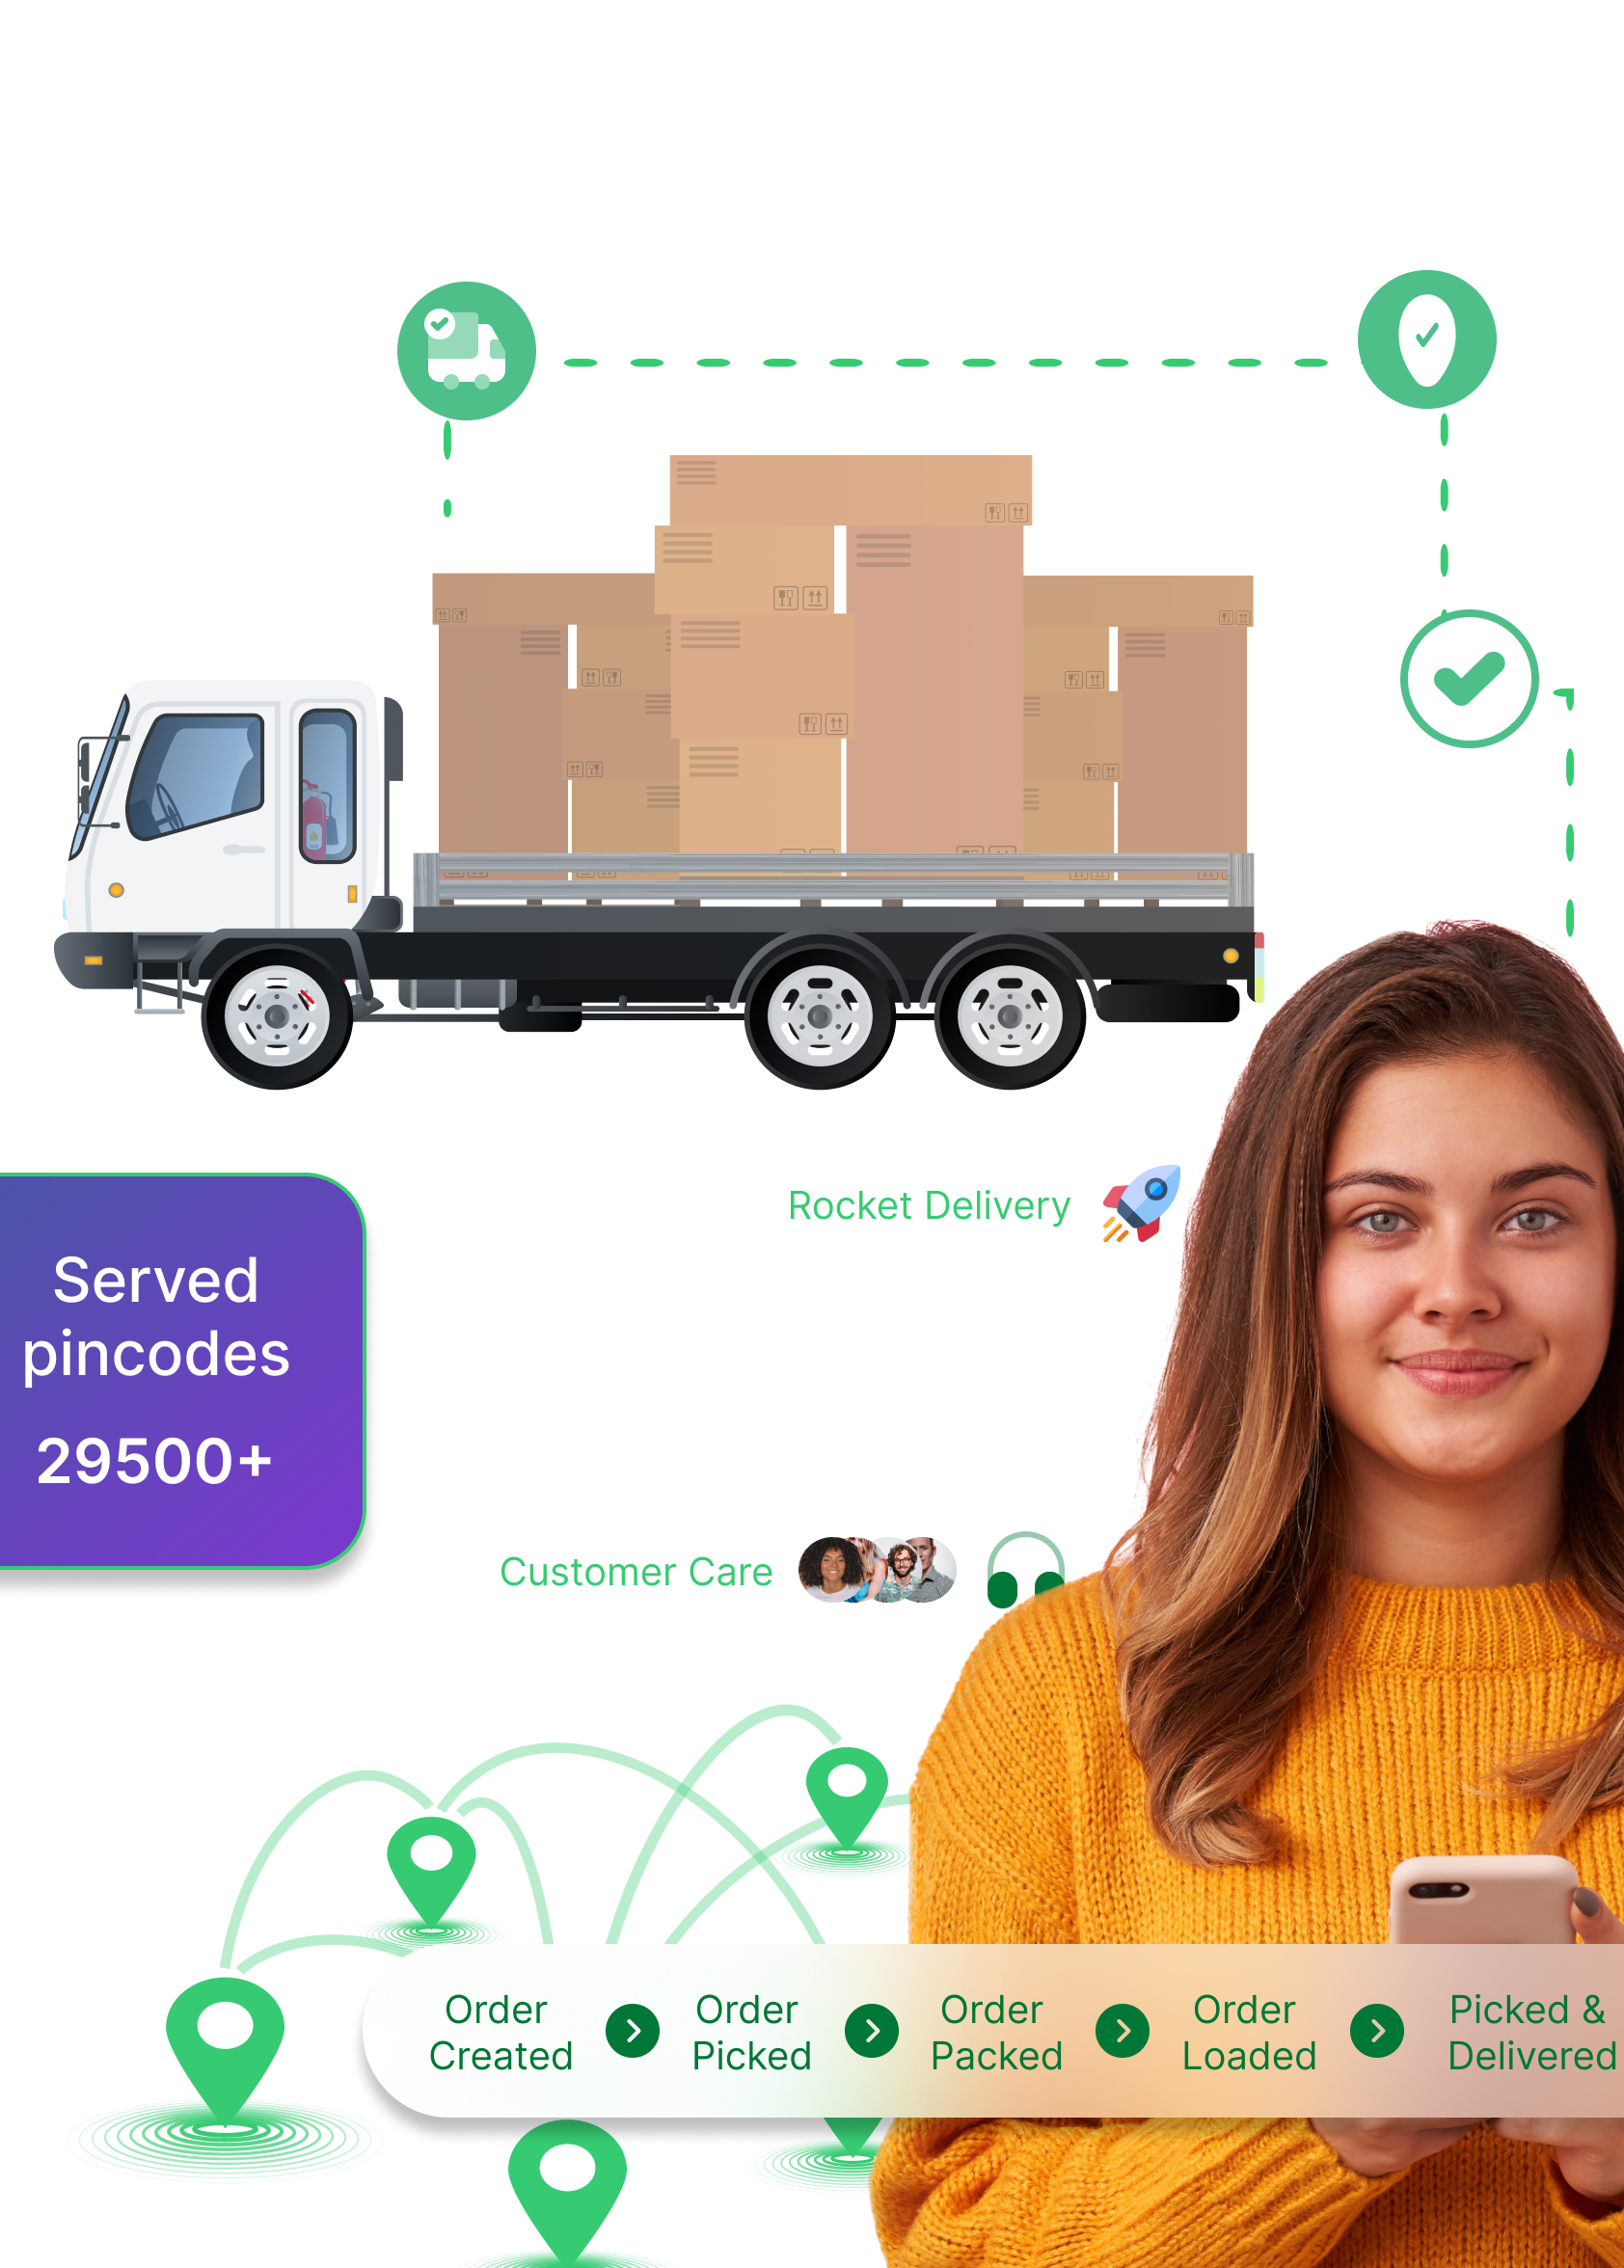 Rocket Delivery
Served
pincodes
29500+
Customer Care
Order
Created
Order
Picked
Order
Packed
Order
Loaded
Picked &
Delivered